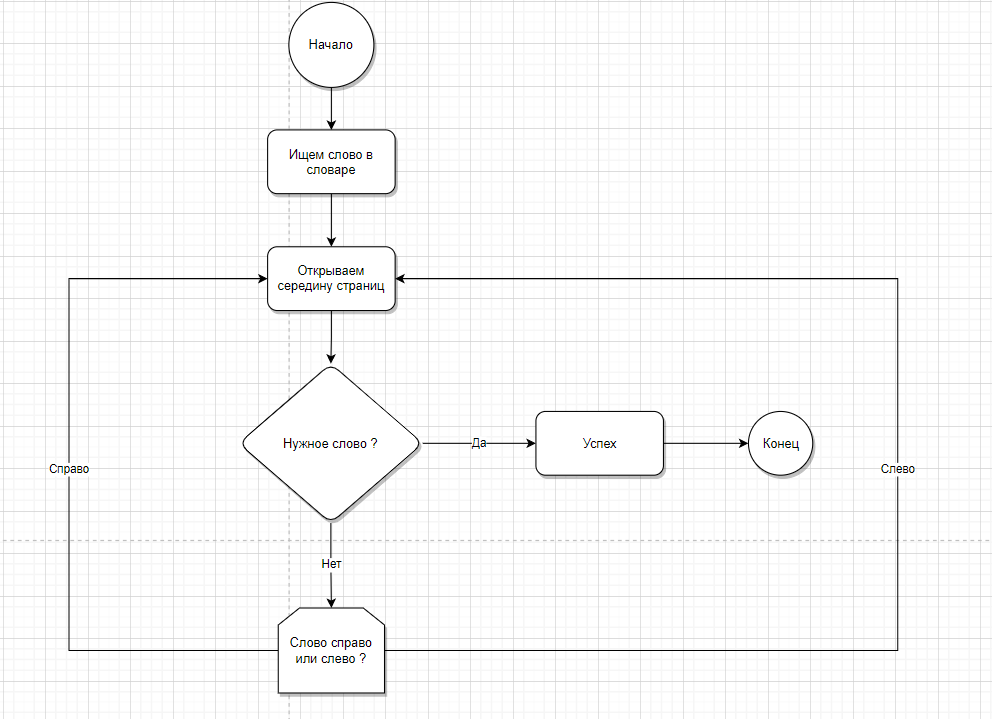 Начало
Ищем слово в
словаре
Открываем
середину страниц
Нужное слово ?
Да
Успех
Конец
Справо
Слево
Нет
Слово справо
или слево ?